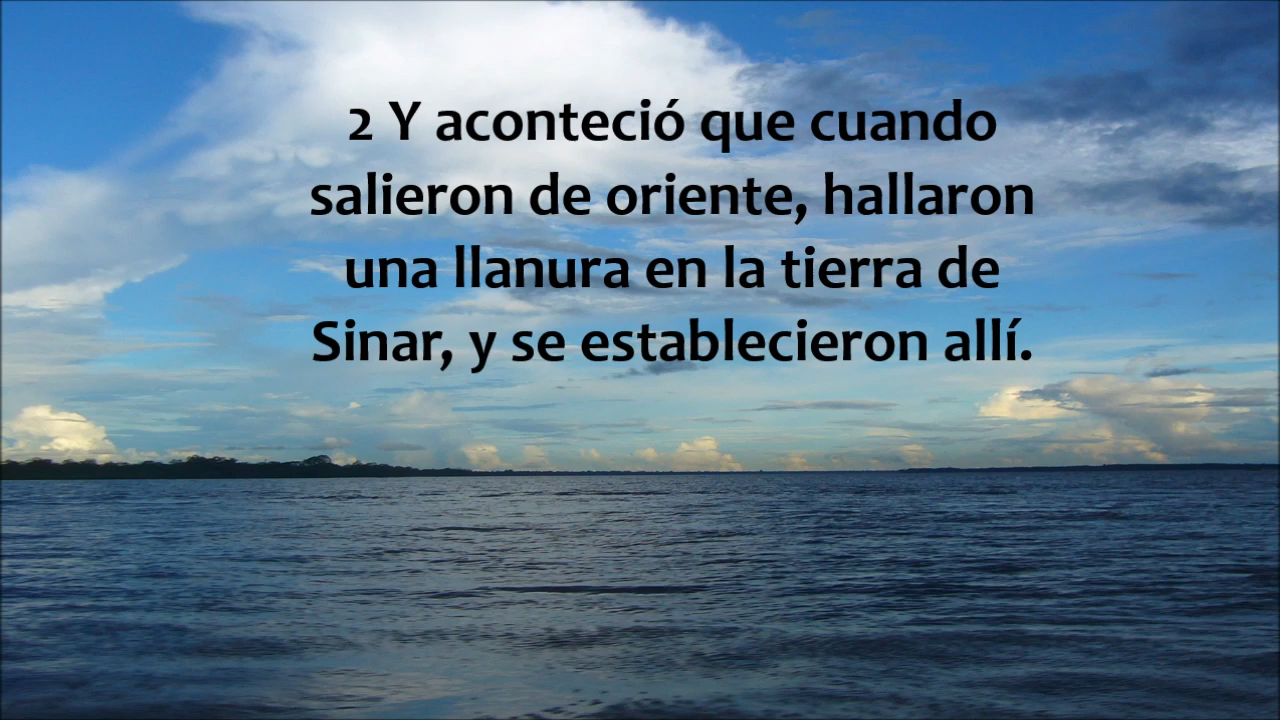 2 Y aconteció que cuando
salieron de oriente, hallaron
una llanura en la tierra de
Sinar, y se establecieron allí.